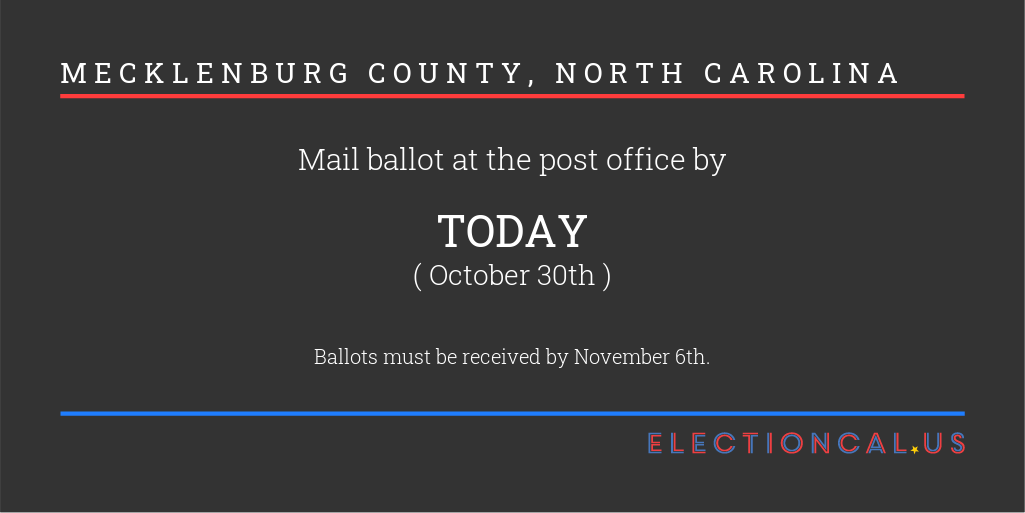 MECKLENBURG COUNTY, NORTH CAROLINA
Mail ballot at the post office by
TODAY
( October 30th )
Ballots must be received by November 6th.
ELECTIONCAL.US